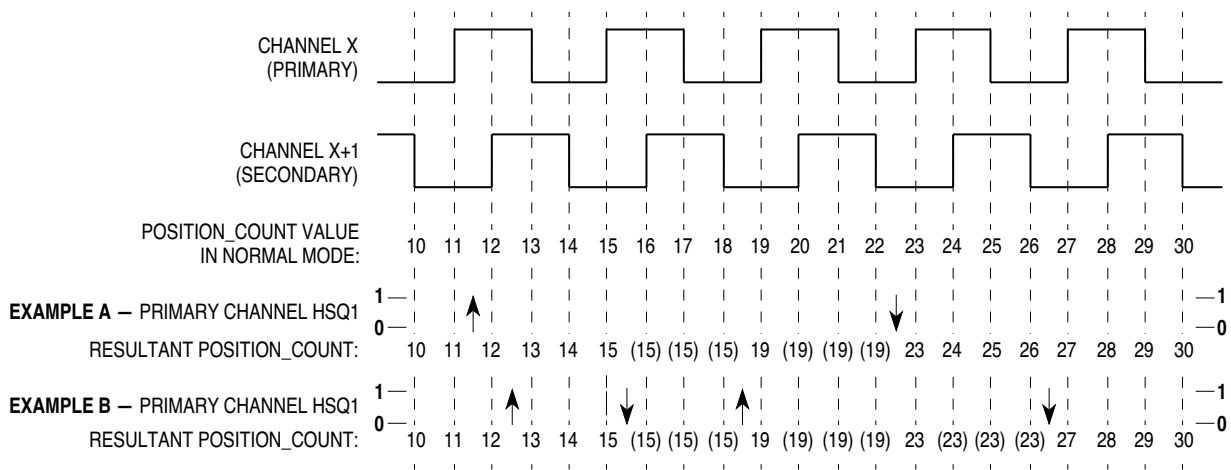 CHANNEL X
(PRIMARY)
CHANNEL X+1
(SECONDARY)
POSITION_COUNT VALUE
IN NORMAL MODE:
10 11 12 13 14 15 16 17 18 19 20 21 22 23 24 25 26 27 28 29 30
1 1
EXAMPLE A — PRIMARY CHANNEL HSQ1
0 0
RESULTANT POSITION_COUNT: 10 11 12 13 14 15 (15) (15) (15) 19 (19) (19) (19) 23 24 25 26 27 28 29 30
1 1
EXAMPLE B — PRIMARY CHANNEL HSQ1
0 0
RESULTANT POSITION_COUNT: 10 11 12 13 14 15 (15) (15) (15) 19 (19) (19) (19) 23 (23) (23) (23) 27 28 29 30